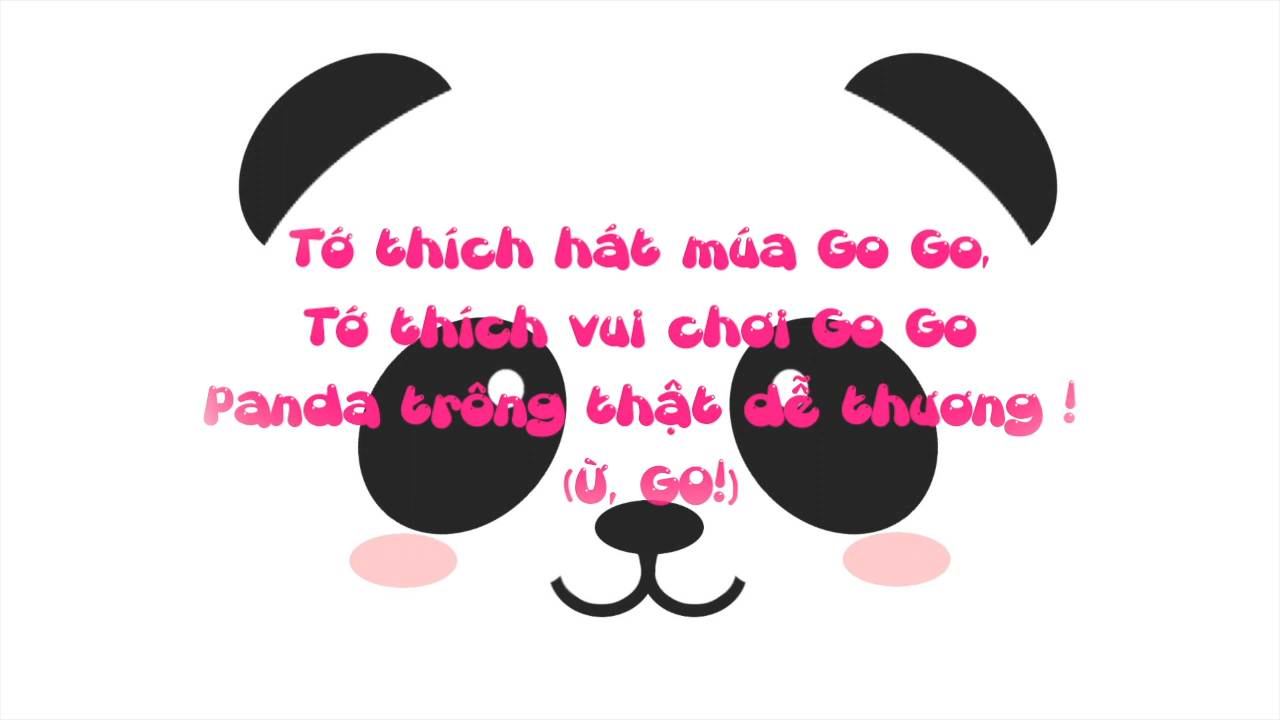 Tớ thích hát múa Go Go,
Tớ thích vui chơi Go Go
Panda trông thật dễ thương !
(Ừ, GO!)